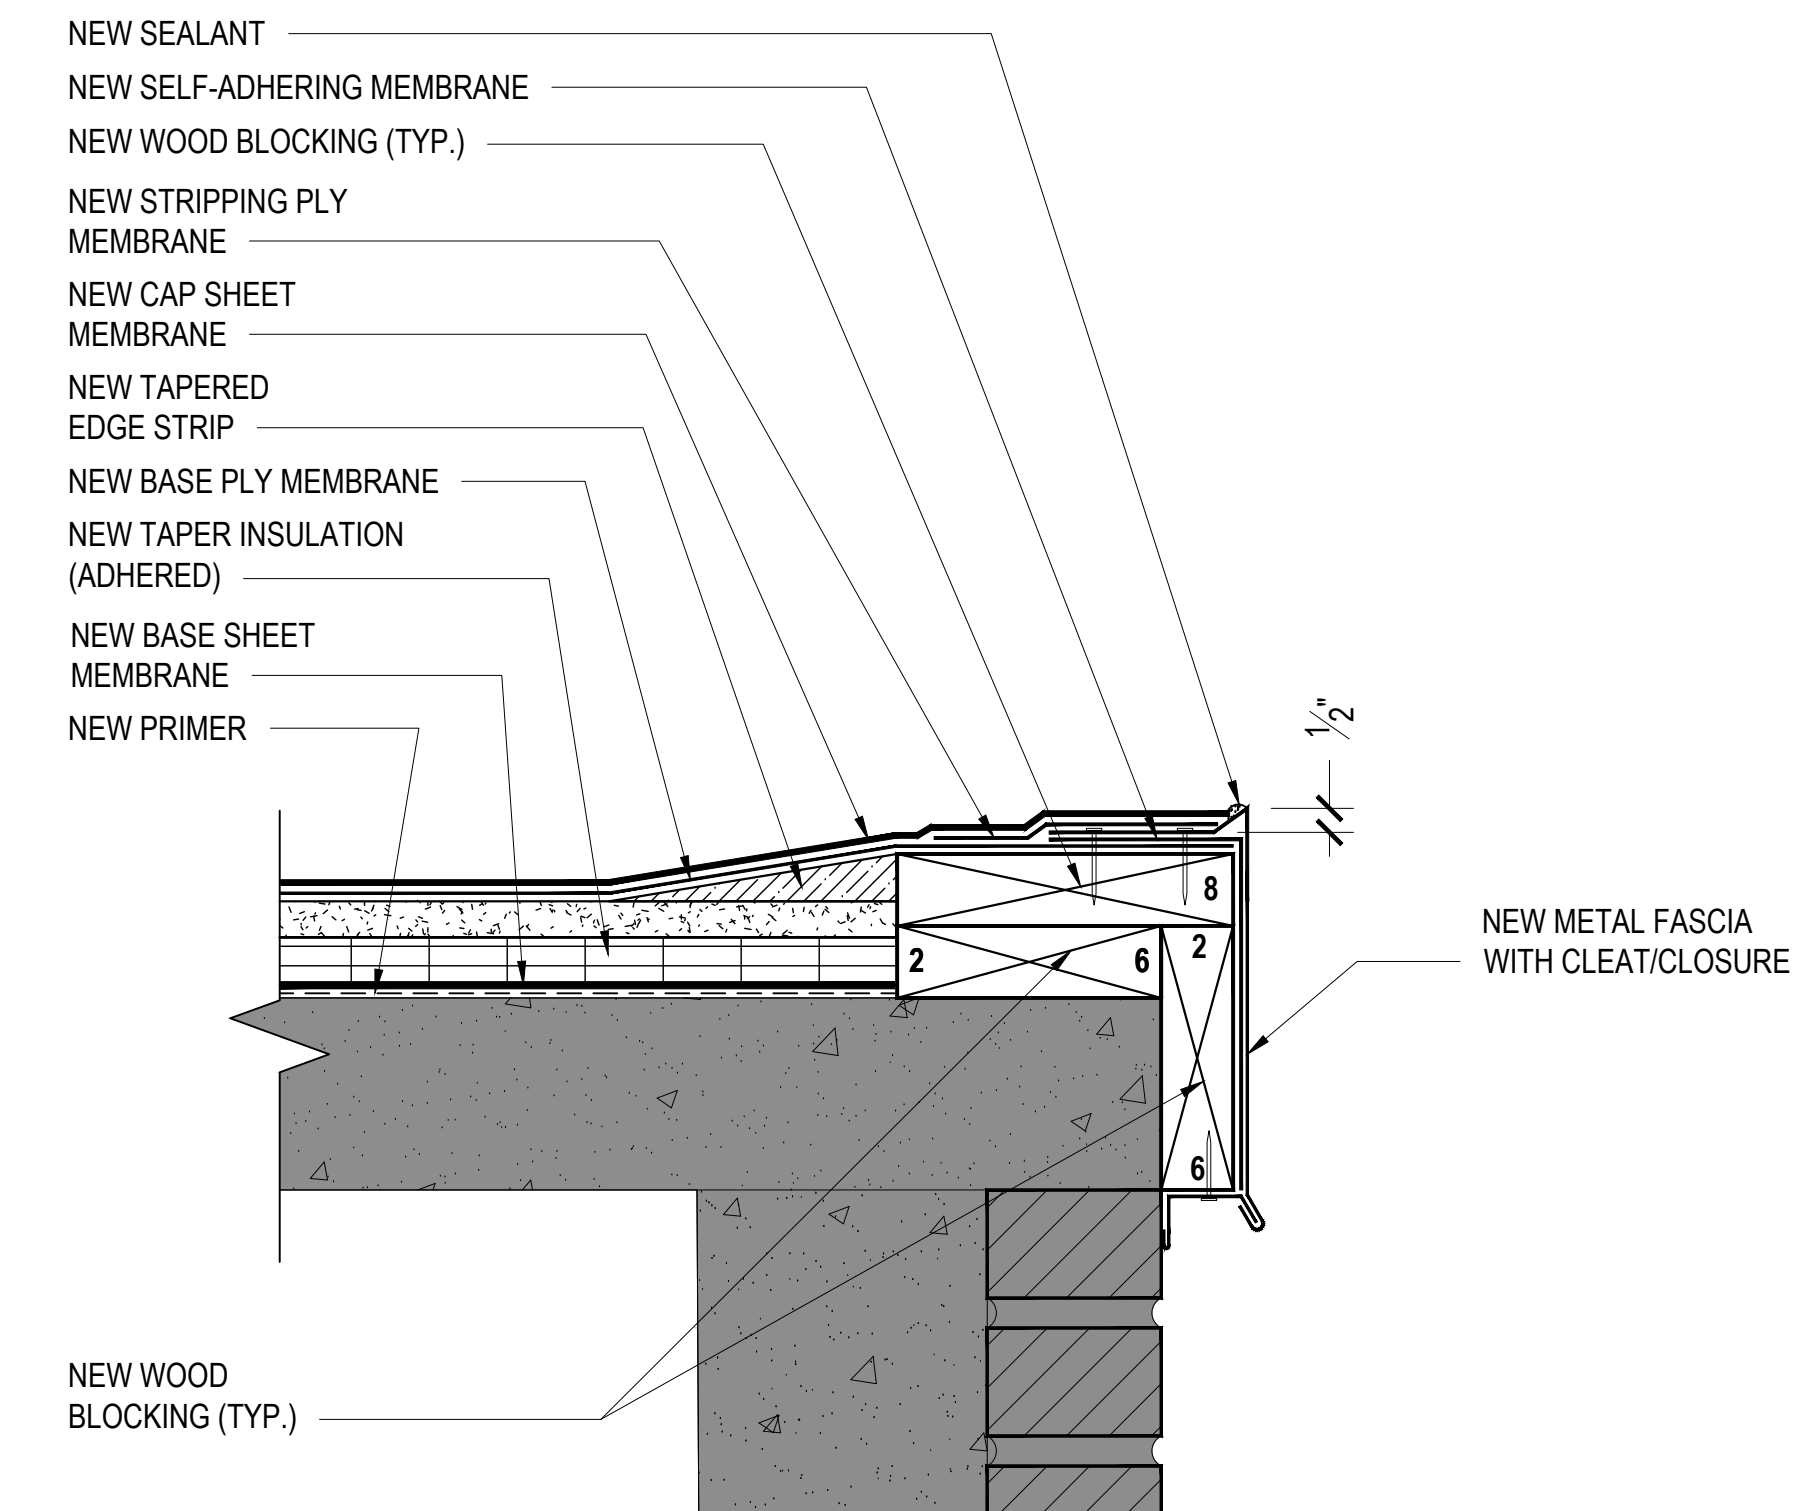 NEW SEALANT
NEW SELF-ADHERING MEMBRANE
NEW WOOD BLOCKING (TYP.)
NEW STRIPPING PLY
MEMBRANE
NEW CAP SHEET
MEMBRANE
NEW TAPERED
EDGE STRIP
NEW BASE PLY MEMBRANE
NEW TAPER INSULATION
(ADHERED)
NEW BASE SHEET
MEMBRANE
NEW PRIMER
1/2"
8
2 6 2
6
NEW METAL FASCIA
WITH CLEAT/CLOSURE
NEW WOOD
BLOCKING (TYP.)